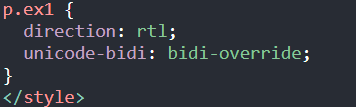 p.ex1 {
  direction: rtl;
  unicode-bidi: bidi-override;
}
</style>